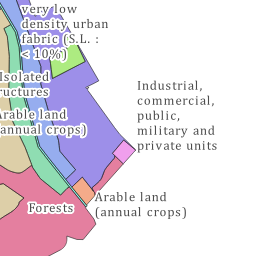 very low
density urban
fabric (S.L. :
< 10%)
Isolated
ructures
Arable land
(annual crops)
Industrial,
commercial,
public,
military and
private units
Arable land
(annual crops)
Forests